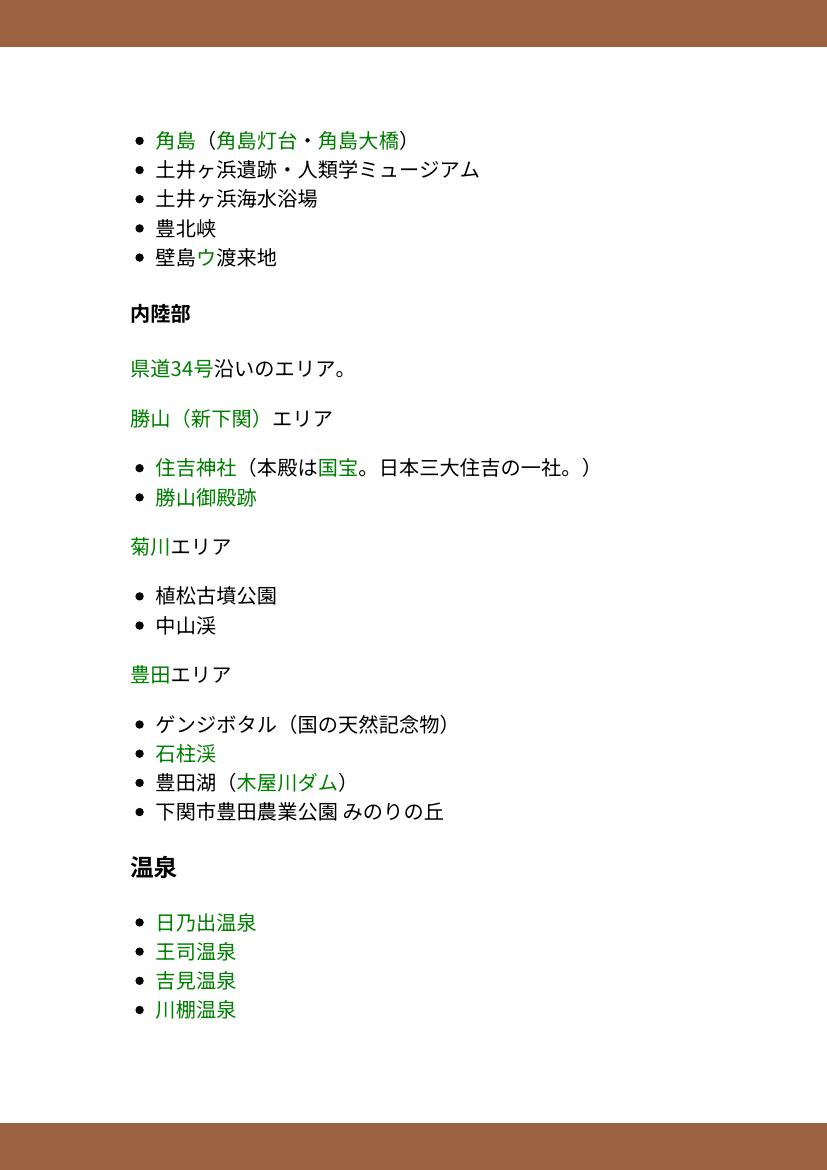 角島（角島灯台・角島大橋）
土井ヶ浜遺跡・人類学ミュージアム
土井ヶ浜海水浴場
豊北峡
壁島ウ渡来地
内陸部
県道34号沿いのエリア。
勝山（新下関）エリア
住吉神社（本殿は国宝。日本三大住吉の一社。）
勝山御殿跡
菊川エリア
植松古墳公園
中山渓
豊田エリア
ゲンジボタル（国の天然記念物）
石柱渓
豊田湖（木屋川ダム）
下関市豊田農業公園 みのりの丘
温泉
日乃出温泉
王司温泉
吉見温泉
川棚温泉